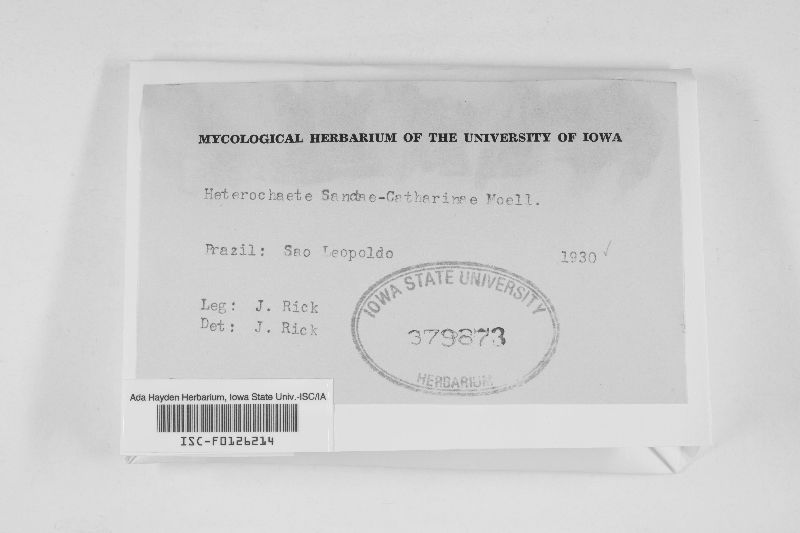 MYCOLOGICAL HERBARIUM OF THE UNIVERSITY OF IOWA
Heterochaete Sandae-Catharinae Moell.
Brazil: Sao Leopoldo 1930 ✓
Leg: J. Rick
Det: J. Rick
IOWA STATE UNIVERSITY
379873
HERBARIUM
Ada Hayden Herbarium, Iowa State Univ.-ISC/IA
ISC-F0126214